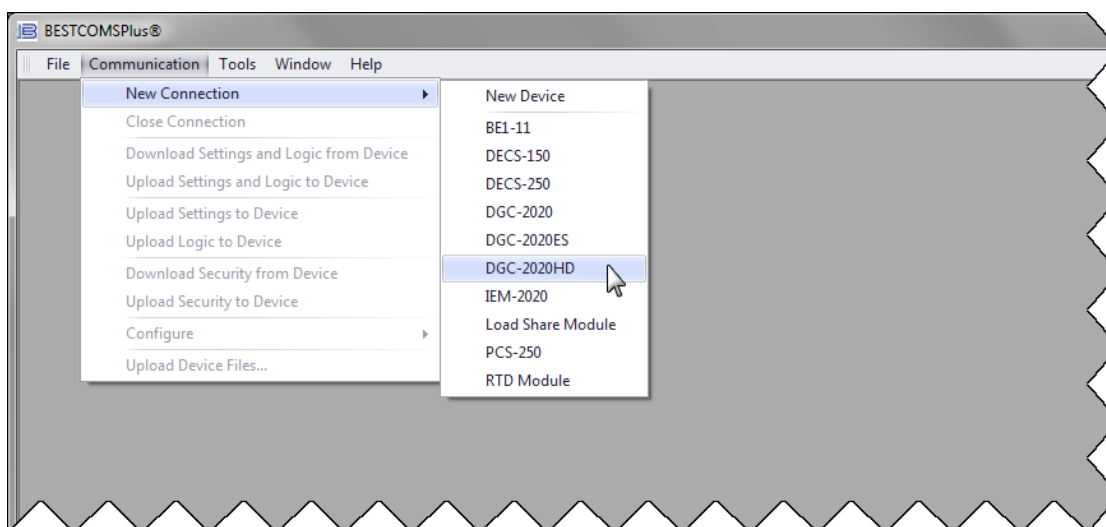 BESTCOMSPlus®
File Communication Tools Window Help
New Connection
Close Connection
Download Settings and Logic from Device
Upload Settings and Logic to Device
Upload Settings to Device
Upload Logic to Device
Download Security from Device
Upload Security to Device
Configure
Upload Device Files...
New Device
BE1-11
DECS-150
DECS-250
DGC-2020
DGC-2020ES
DGC-2020HD
IEM-2020
Load Share Module
PCS-250
RTD Module